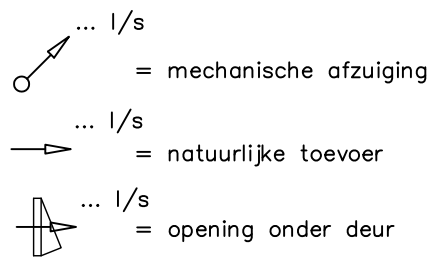 ... l/s
= mechanische afzuiging
... l/s
= natuurlijke toevoer
... l/s
= opening onder deur